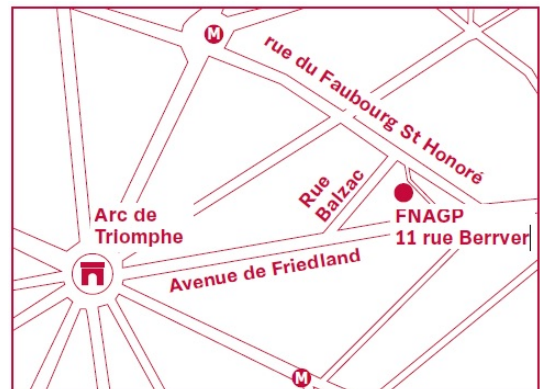 M
rue du Faubourg St Honoré
Rue
Balzac
Arc de
Triomphe
FNAGP
11 rue Berrver
Avenue de Friedland
M